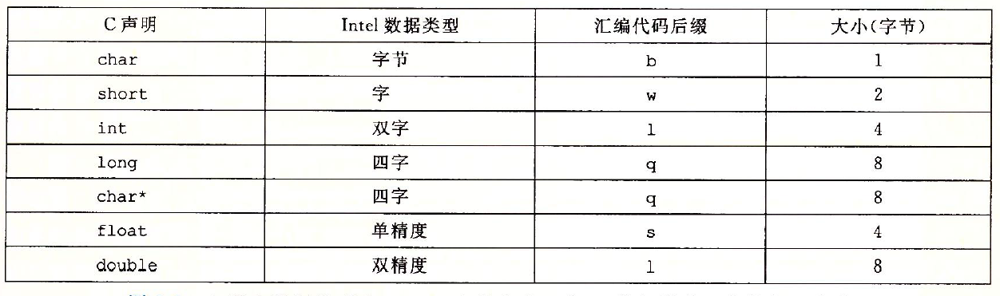 C声明 Intel 数据类型 汇编代码后缀 大小(字节)
char 字节 b 1
short 字 w 2
int 双字 l 4
long 四字 q 8
char* 四字 q 8
float 单精度 s 4
double 双精度 l 8